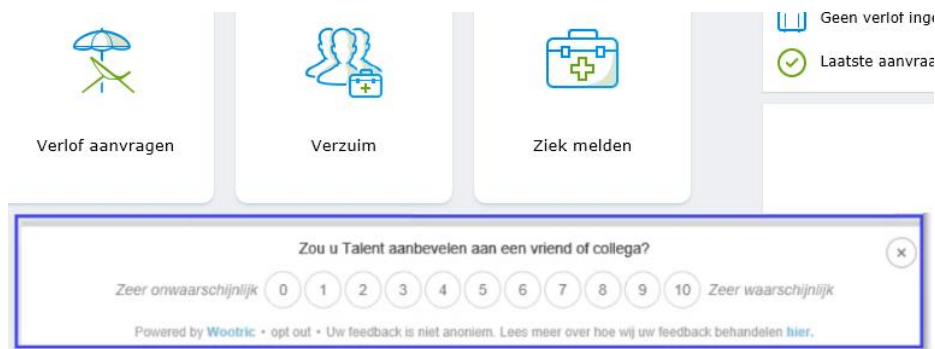 Geen verlof
Laatste
Verlof aanvragen
Verzuim
Ziek melden
Zou u Talent aanbevelen aan een vriend of collega?
Zeer onwaarschijnlijk 0 1 2 3 4 5 6 7 8 9 10 Zeer waarschijnlijk
Powered by Wootric • opt out • Uw feedback is niet anoniem. Lees meer over hoe wij uw feedback behandelen hier.